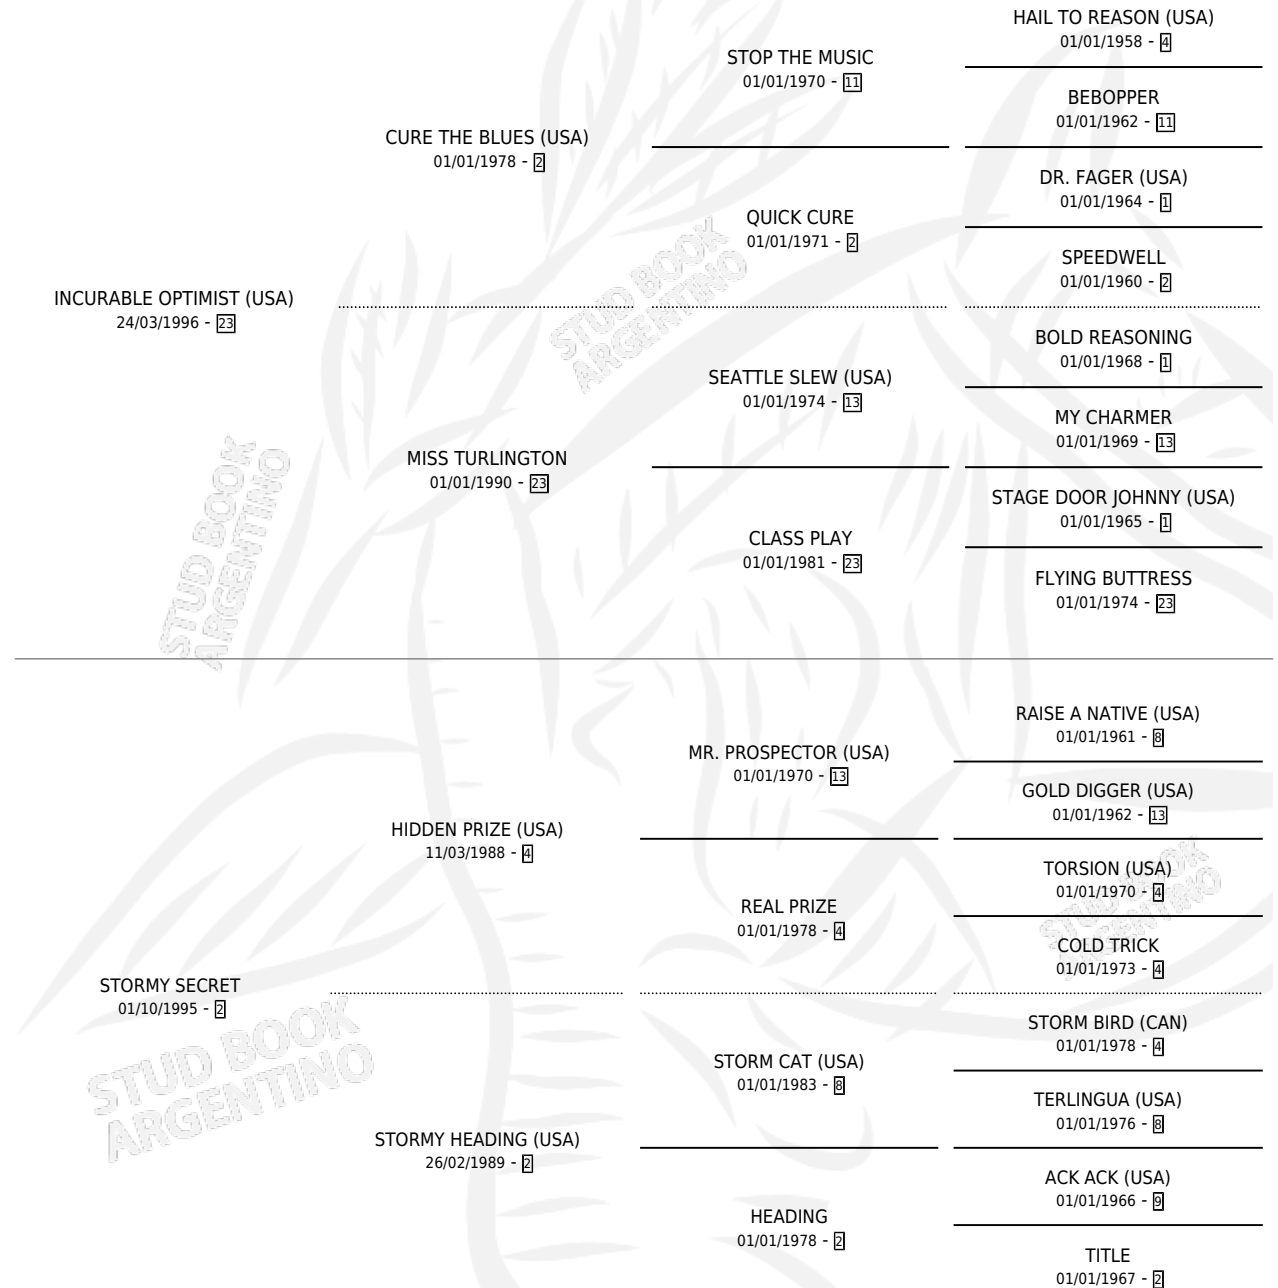 HAIL TO REASON (USA)
01/01/1958 - 4
STOP THE MUSIC
01/01/1970 - 11
BEBOPPER
01/01/1962 - 11
CURE THE BLUES (USA)
01/01/1978 - 2
DR. FAGER (USA)
01/01/1964 - 1
QUICK CURE
01/01/1971 - 2
SPEEDWELL
01/01/1960 - 2
INCURABLE OPTIMIST (USA)
24/03/1996 - 23
BOLD REASONING
01/01/1968 - 1
SEATTLE SLEW (USA)
01/01/1974 - 13
MY CHARMER
01/01/1969 - 13
MISS TURLINGTON
01/01/1990 - 23
STAGE DOOR JOHNNY (USA)
01/01/1965 - 1
CLASS PLAY
01/01/1981 - 23
FLYING BUTTRESS
01/01/1974 - 23
RAISE A NATIVE (USA)
01/01/1961 - 8
MR. PROSPECTOR (USA)
01/01/1970 - 13
GOLD DIGGER (USA)
01/01/1962 - 13
HIDDEN PRIZE (USA)
11/03/1988 - 4
TORSION (USA)
01/01/1970 - 4
REAL PRIZE
01/01/1978 - 4
COLD TRICK
01/01/1973 - 4
STORMY SECRET
01/10/1995 - 2
STORM BIRD (CAN)
01/01/1978 - 4
STORM CAT (USA)
01/01/1983 - 8
TERLINGUA (USA)
01/01/1976 - 8
STORMY HEADING (USA)
26/02/1989 - 2
ACK ACK (USA)
01/01/1966 - 9
HEADING
01/01/1978 - 2
TITLE
01/01/1967 - 2
STUD BOOK
ARGENTINO
STUD BOOK
ARGENTINO
STUD BOOK
ARGENTINO
STUD BOOK
ARGENTINO